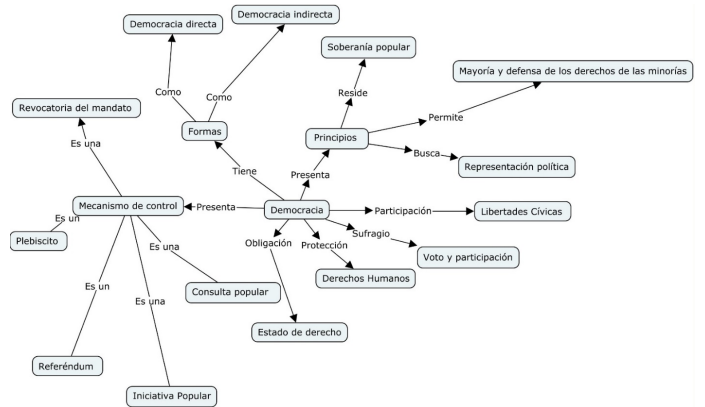 Democracia directa
Democracia indirecta
Soberanía popular
Mayoría y defensa de los derechos de las minorías
Como
Como
Reside
Revocatoria del mandato
Permite
Formas
Principios
Es una
Busca
Representación política
Tiene
Presenta
Mecanismo de control
Presenta
Democracia
Participación
Libertades Cívicas
Es un
Sufragio
Plebiscito
Es una
Obligación
Protección
Voto y participación
Derechos Humanos
Es un
Consulta popular
Es una
Estado de derecho
Referéndum
Iniciativa Popular